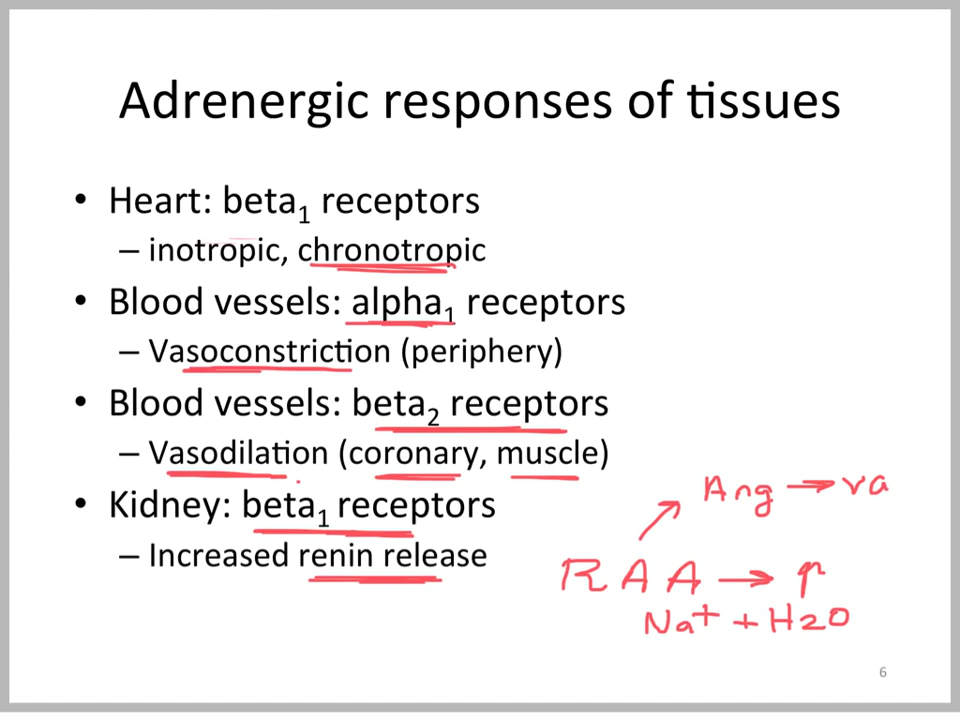 Adrenergic responses of tissues
• Heart: beta₁ receptors
– inotropic, chronotropic
• Blood vessels: alpha₁ receptors
– Vasoconstriction (periphery)
• Blood vessels: beta₂ receptors
– Vasodilation (coronary, muscle)
• Kidney: beta₁ receptors
– Increased renin release
Ang → va
RAA → ↑
Na⁺ + H2O
6